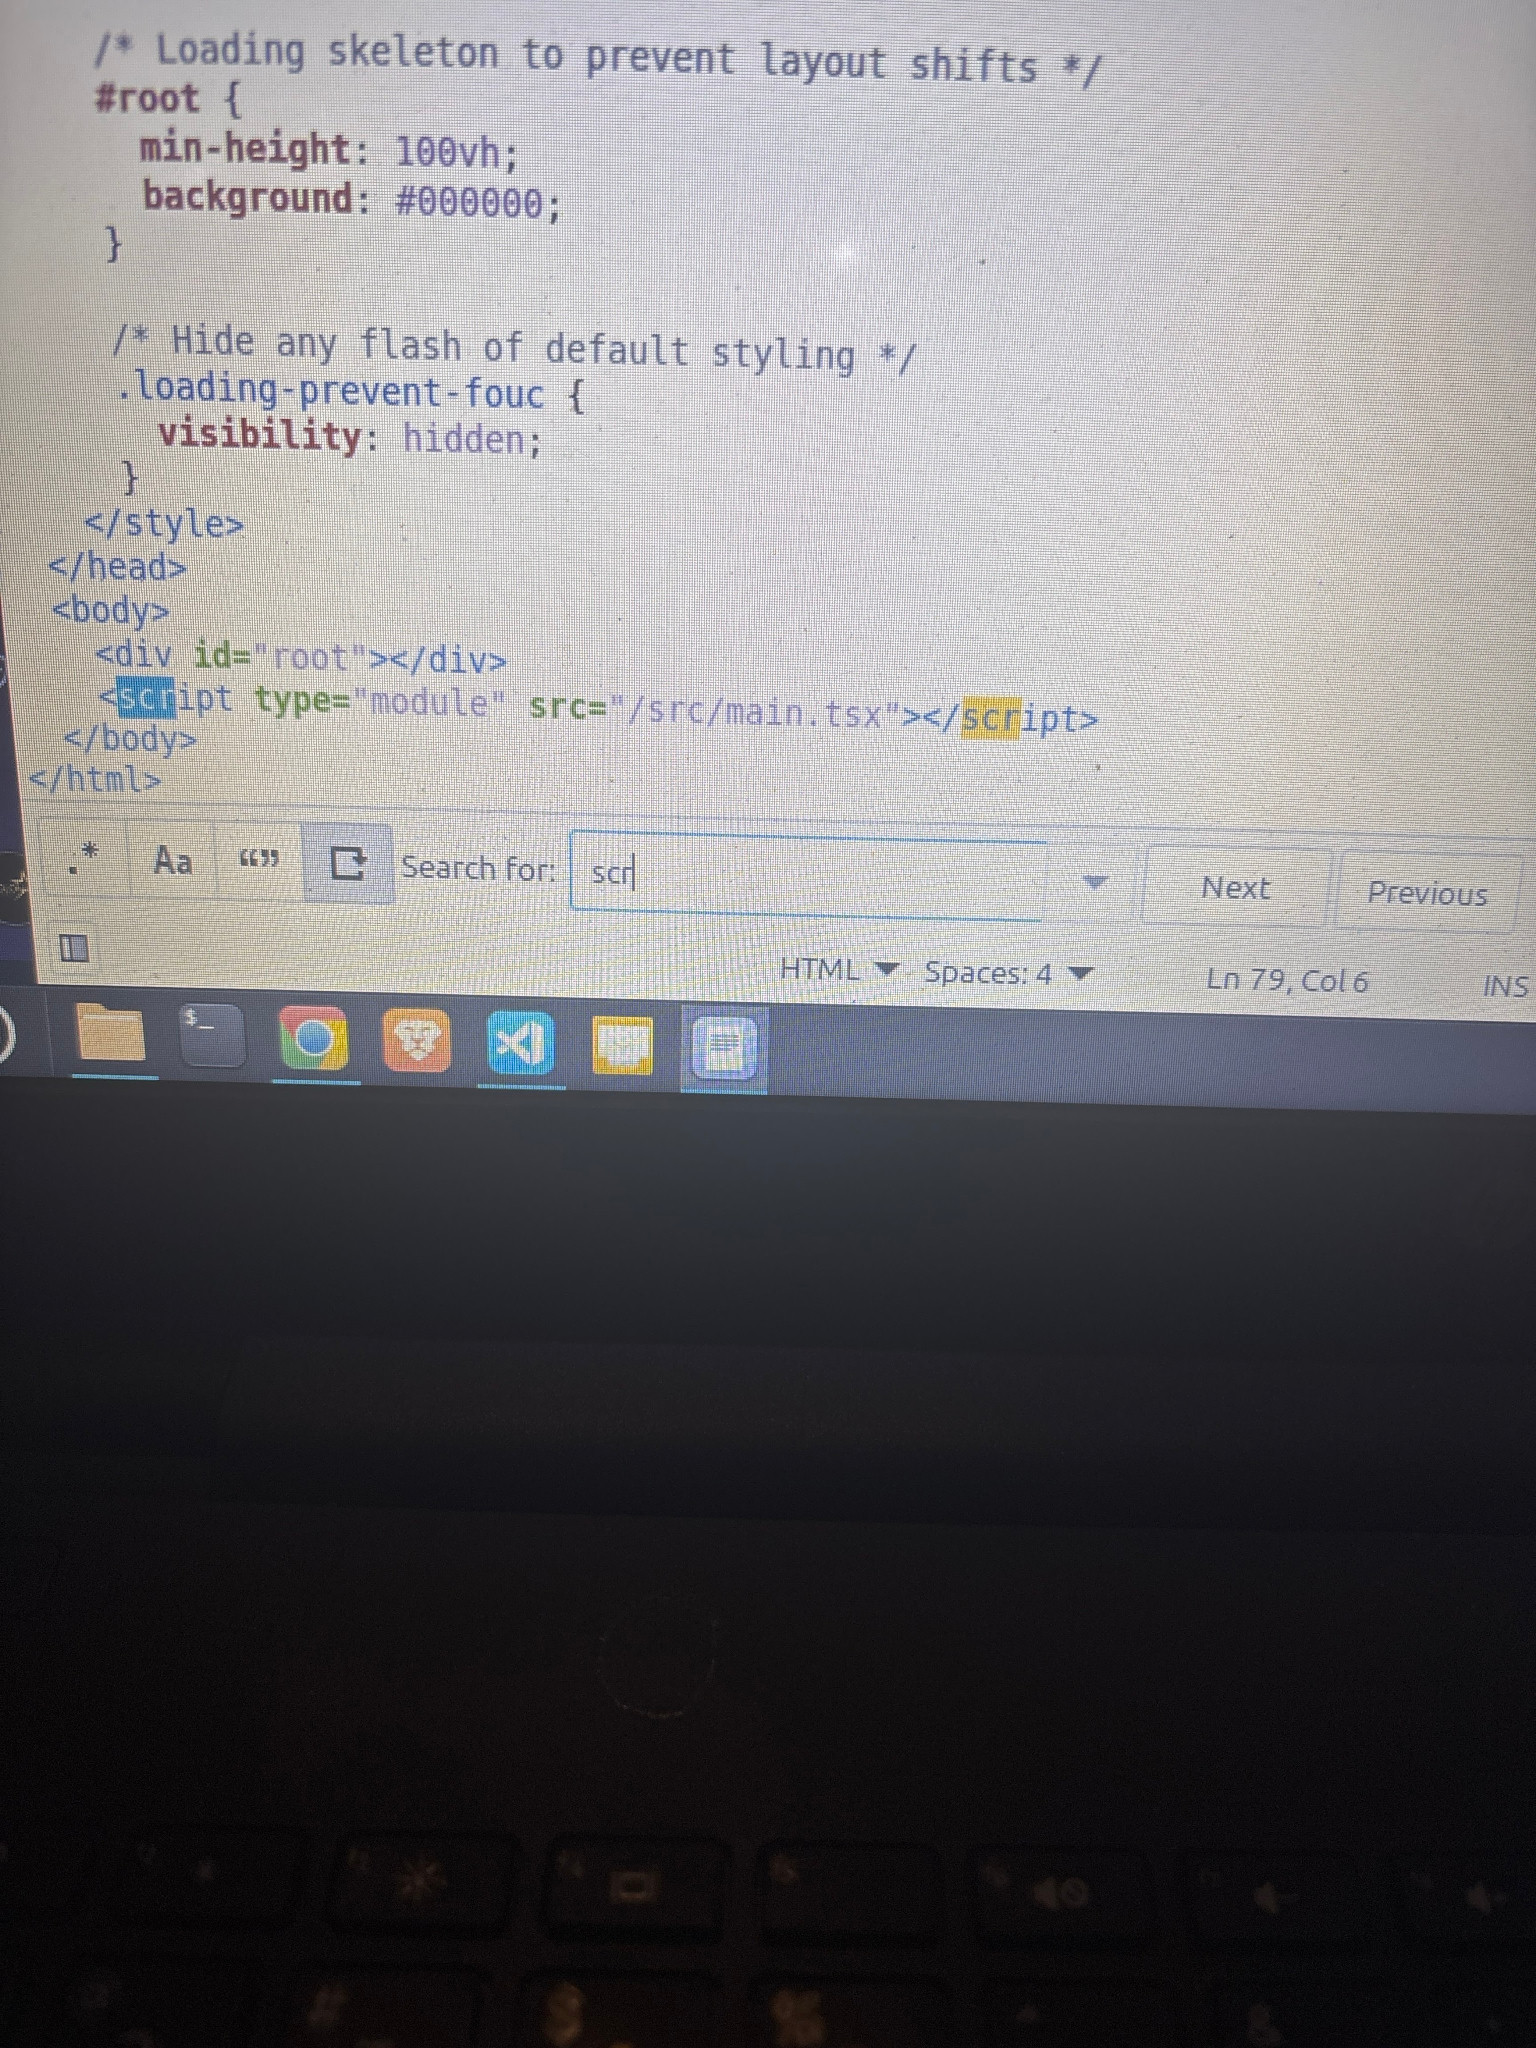 /* Loading skeleton to prevent layout shifts */
#root {
min-height: 100vh;
background: #000000;
}
/* Hide any flash of default styling */
.loading-prevent-fouc {
visibility: hidden;
}
</style>
</head>
<body>
<div id="root"></div>
<script type="module" src="/src/main.tsx"></script>
</body>
</html>
.* Aa “” Search for: scr Next Previous
HTML Spaces: 4 Ln 79, Col 6 INS
$_
#
$
%